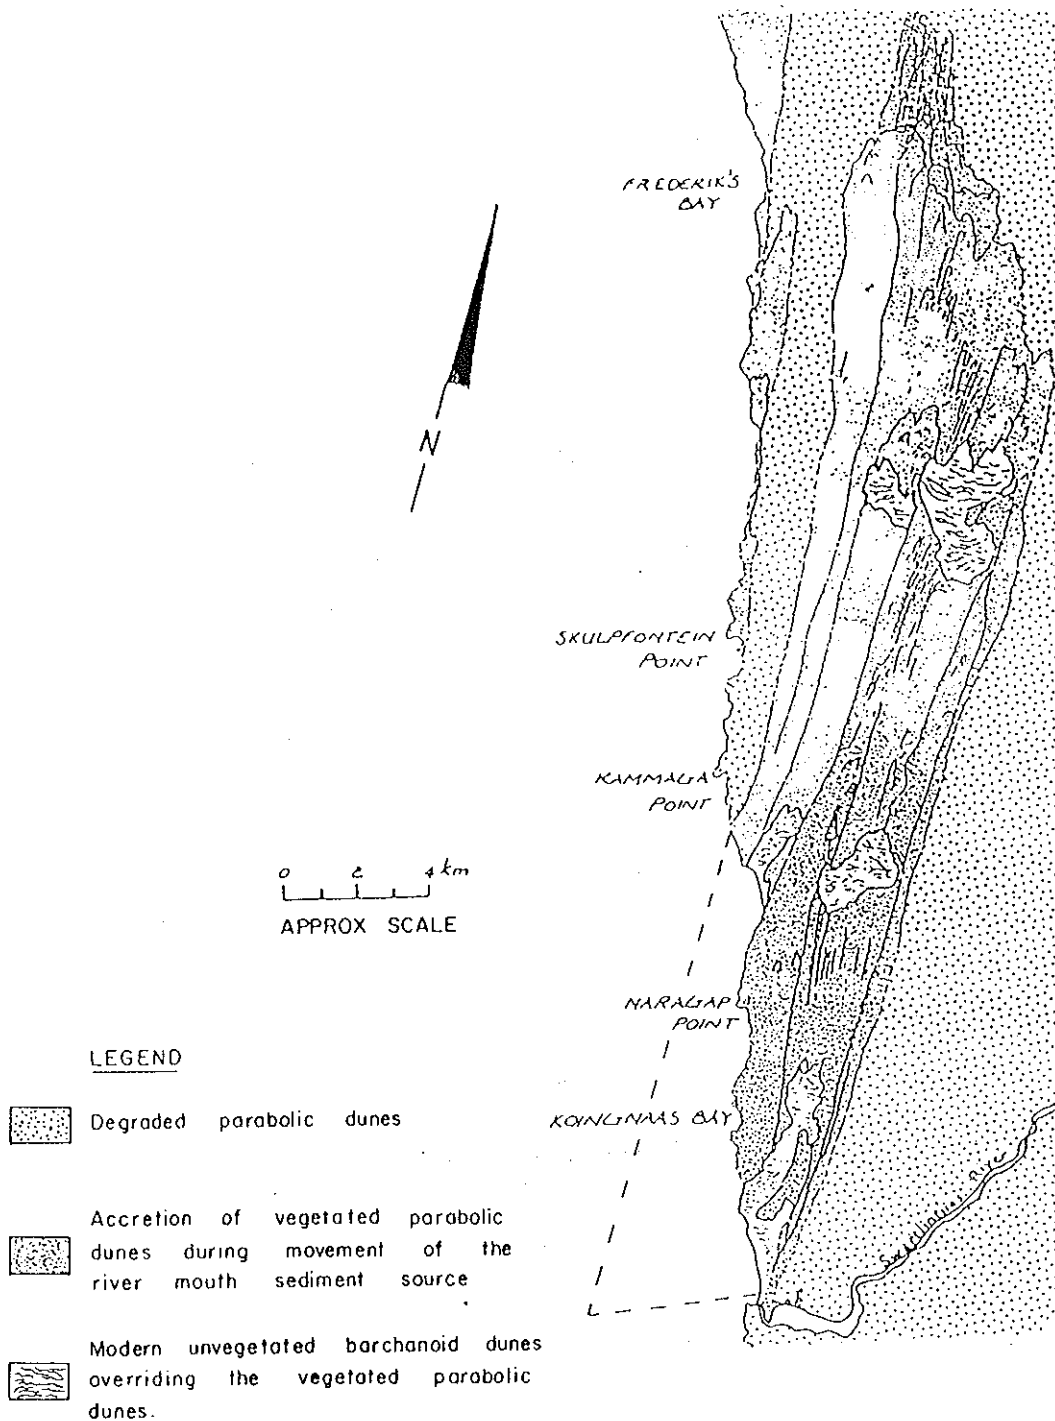 FREDERIK'S
BAY
N
SKULPFONTEIN
POINT
KAMMAGA
POINT
0 2 4 km
APPROX SCALE
NARAGAP
POINT
LEGEND
Degraded parabolic dunes
KOINGNAAS BAY
Accretion of vegetated parabolic
dunes during movement of the
river mouth sediment source
Modern unvegetated barchanoid dunes
overriding the vegetated parabolic
dunes.
River